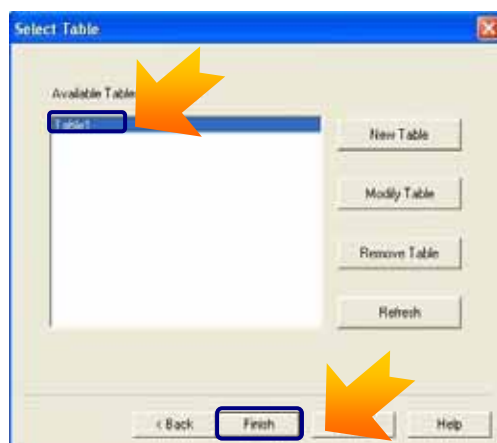 Select Table
Available Table
Table1
New Table
Modify Table
Remove Table
Refresh
< Back
Finish
Help